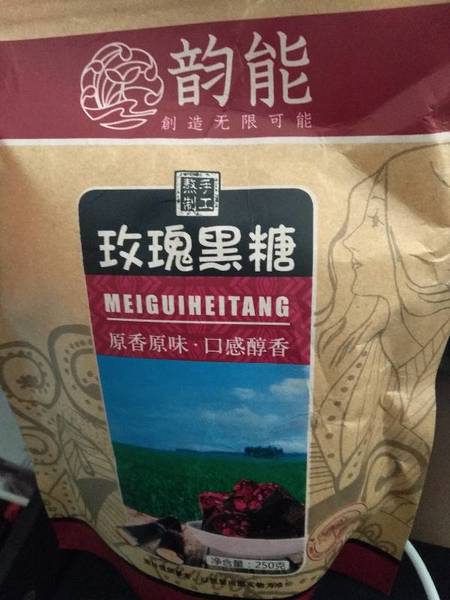 韵能
創造无限可能
手工
熬制
玫瑰黑糖
MEIGUIHEITANG
原香原味·口感醇香
净含量：250克